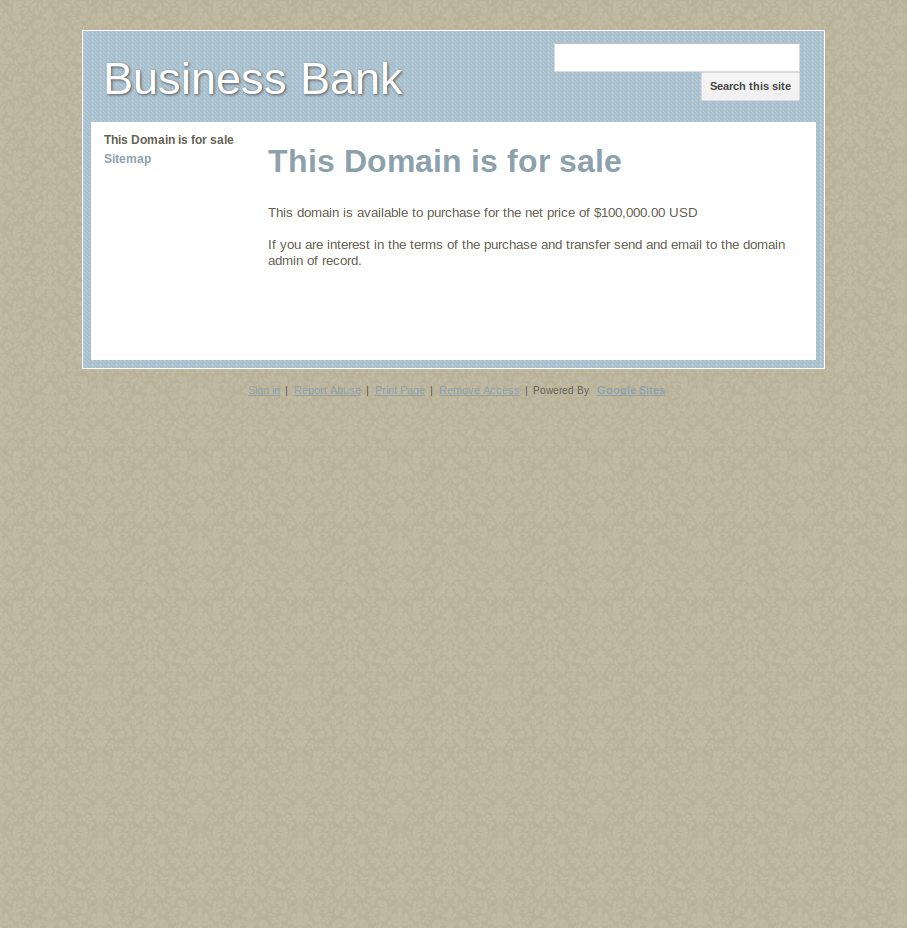 Business Bank
Search this site
This Domain is for sale
Sitemap
This Domain is for sale
This domain is available to purchase for the net price of $100,000.00 USD
If you are interest in the terms of the purchase and transfer send and email to the domain
admin of record.
Sign in | Report Abuse | Print Page | Remove Access | Powered By Google Sites